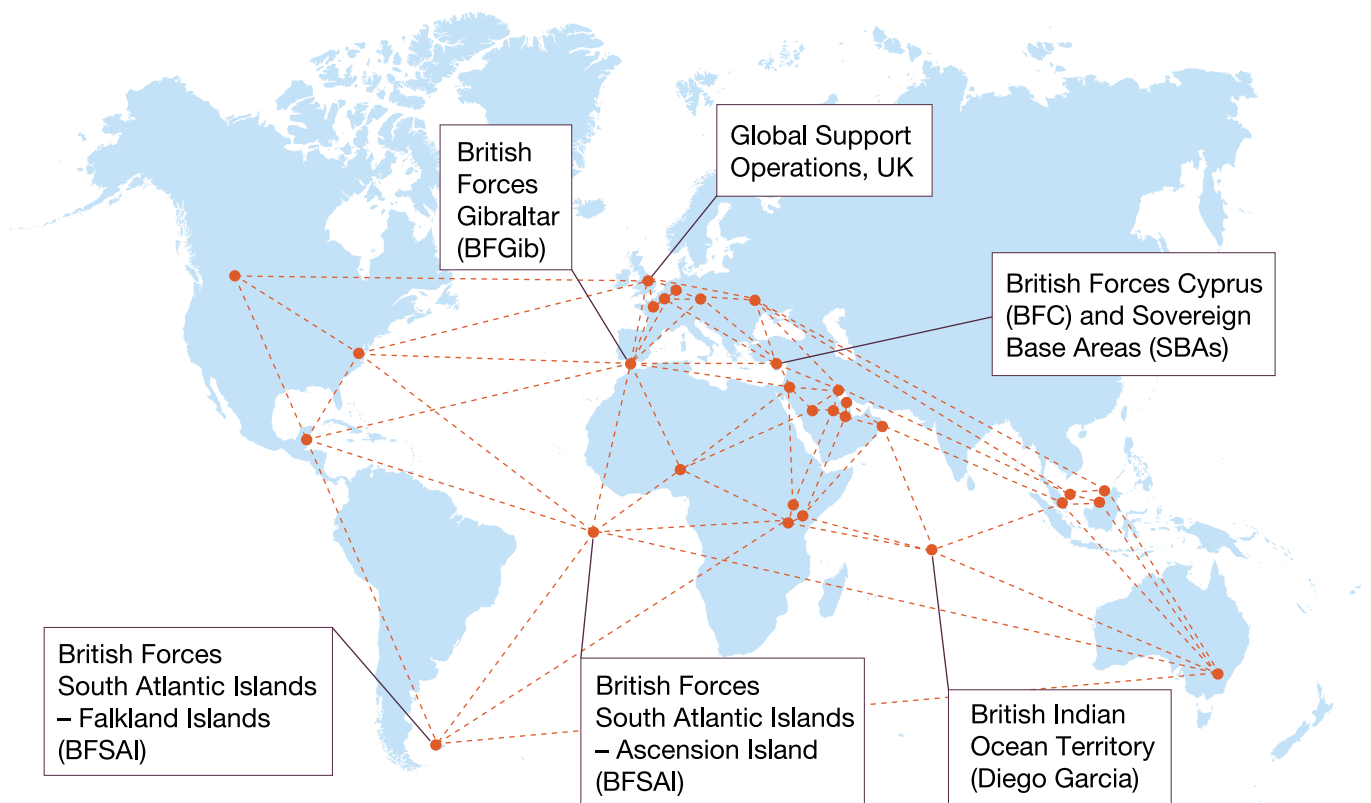 British
Forces
Gibraltar
(BFGib)
Global Support
Operations, UK
British Forces Cyprus
(BFC) and Sovereign
Base Areas (SBAs)
British Forces
South Atlantic Islands
– Falkland Islands
(BFSAI)
British Forces
South Atlantic Islands
– Ascension Island
(BFSAI)
British Indian
Ocean Territory
(Diego Garcia)